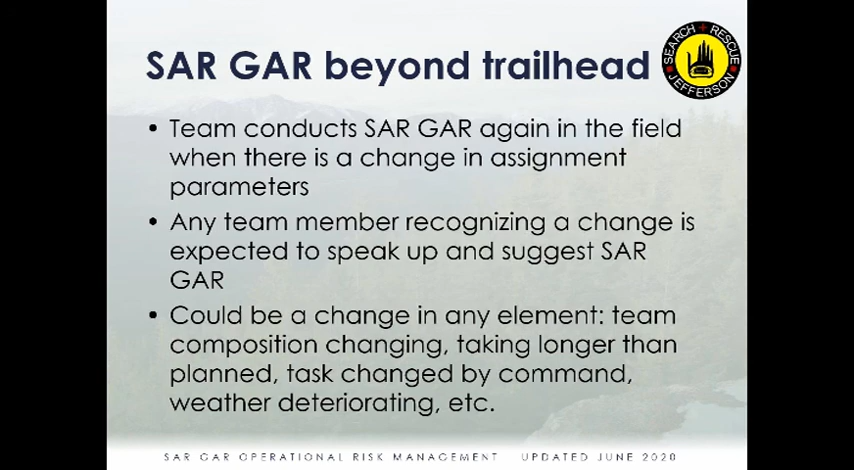 SAR GAR beyond trailhead
SEARCH + RESCUE
JEFFERSON
• Team conducts SAR GAR again in the field
when there is a change in assignment
parameters
• Any team member recognizing a change is
expected to speak up and suggest SAR
GAR
• Could be a change in any element: team
composition changing, taking longer than
planned, task changed by command,
weather deteriorating, etc.
SAR GAR OPERATIONAL RISK MANAGEMENT UPDATED JUNE 2020